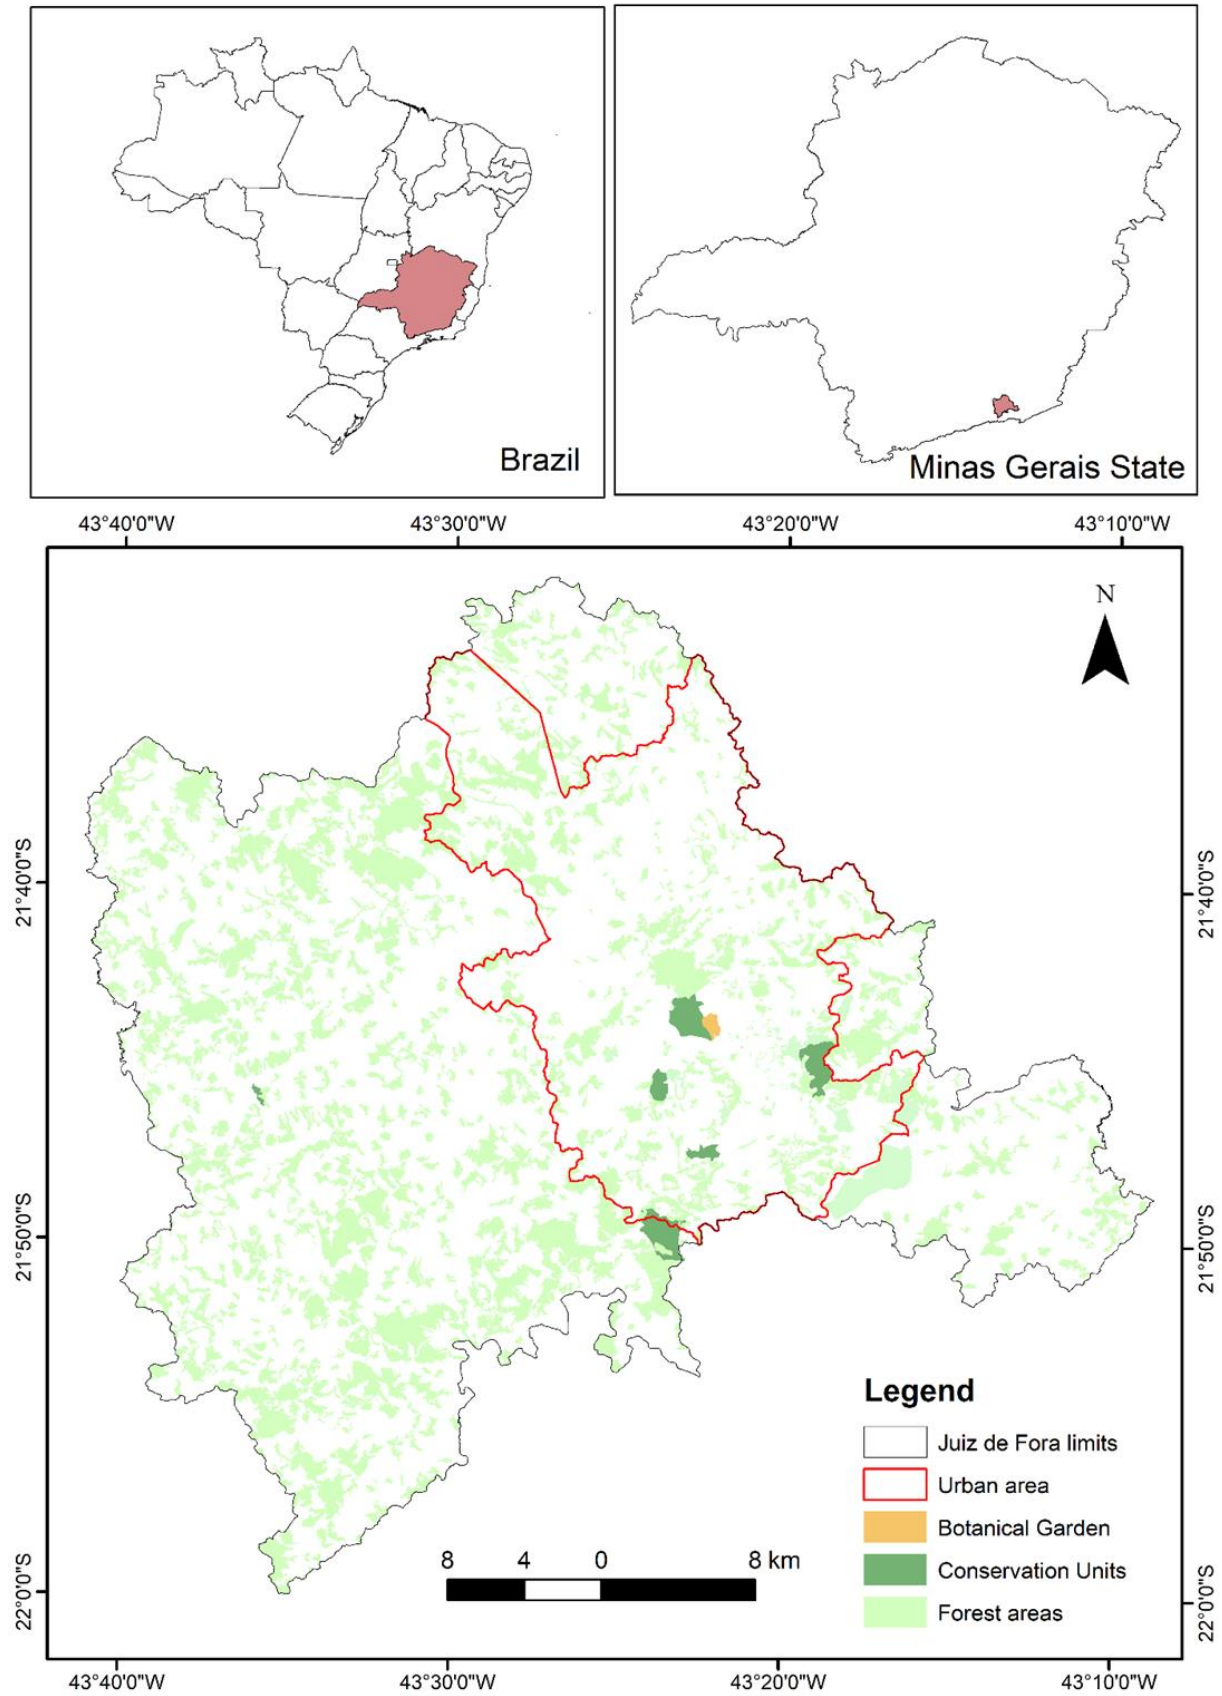 Brazil
Minas Gerais State
43°40'0"W 43°30'0"W 43°20'0"W 43°10'0"W
N
21°40'0"S
21°40'0"S
21°50'0"S
21°50'0"S
Legend
Juiz de Fora limits
Urban area
Botanical Garden
Conservation Units
Forest areas
8 4 0 8 km
22°0'0"S
22°0'0"S
43°40'0"W 43°30'0"W 43°20'0"W 43°10'0"W